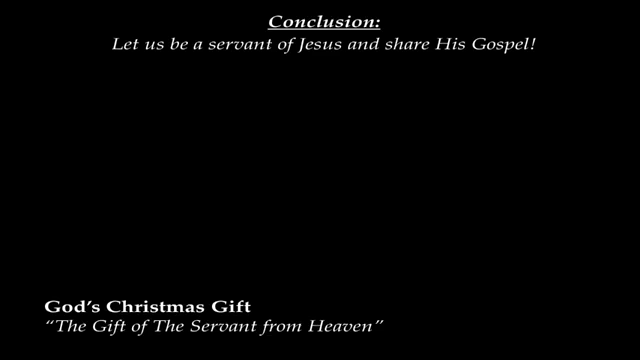 Conclusion:
Let us be a servant of Jesus and share His Gospel!
God’s Christmas Gift
“The Gift of The Servant from Heaven”